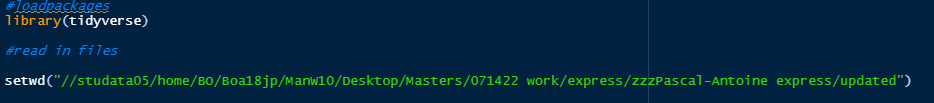 #loadpackages
library(tidyverse)
#read in files
setwd("//studata05/home/BO/Boa18jp/ManW10/Desktop/Masters/071422 work/express/zzzPascal-Antoine express/updated")